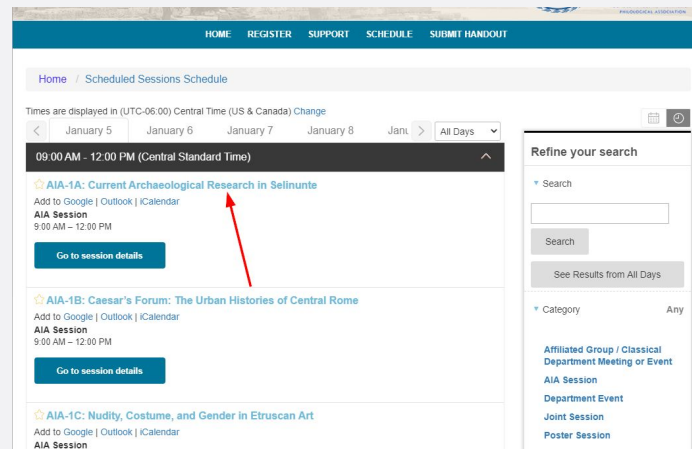 PHILOLOGICAL ASSOCIATION
HOME REGISTER SUPPORT SCHEDULE SUBMIT HANDOUT
Home / Scheduled Sessions Schedule
Times are displayed in (UTC-06:00) Central Time (US & Canada) Change
January 5 January 6 January 7 January 8 Janu All Days
09:00 AM - 12:00 PM (Central Standard Time)
AIA-1A: Current Archaeological Research in Selinunte
Add to Google | Outlook | iCalendar
AIA Session
9:00 AM – 12:00 PM
Go to session details
AIA-1B: Caesar's Forum: The Urban Histories of Central Rome
Add to Google | Outlook | iCalendar
AIA Session
9:00 AM – 12:00 PM
Go to session details
AIA-1C: Nudity, Costume, and Gender in Etruscan Art
Add to Google | Outlook | iCalendar
AIA Session
Refine your search
Search
Search
See Results from All Days
Category Any
Affiliated Group / Classical
Department Meeting or Event
AIA Session
Department Event
Joint Session
Poster Session